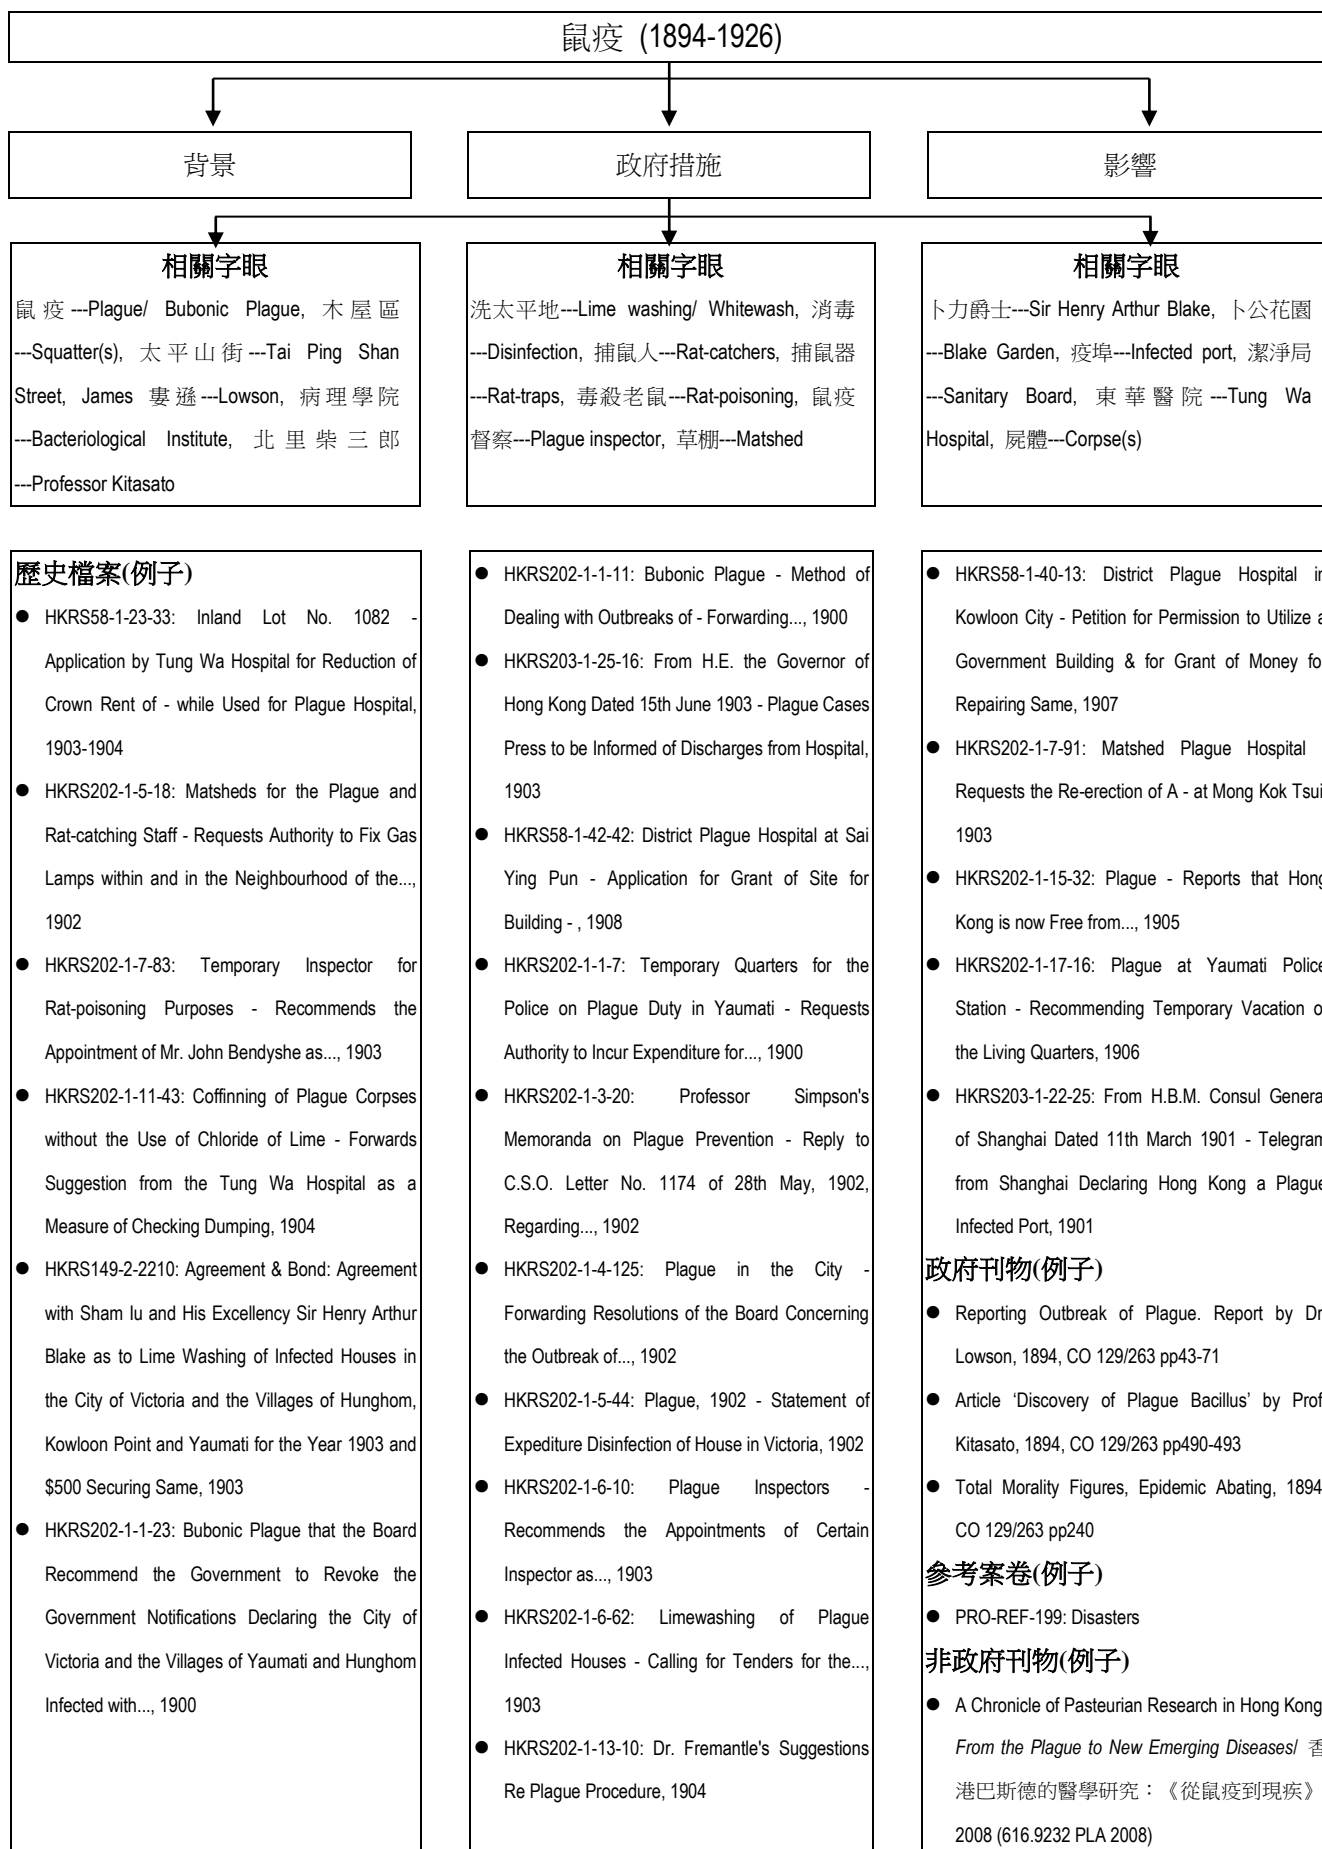 鼠疫 (1894-1926)
背景
政府措施
影響
相關字眼
鼠疫---Plague/ Bubonic Plague, 木屋區
---Squatter(s), 太平山街---Tai Ping Shan
Street, James 婁遜---Lowson, 病理學院
---Bacteriological Institute, 北里柴三郎
---Professor Kitasato
相關字眼
洗太平地---Lime washing/ Whitewash, 消毒
---Disinfection, 捕鼠人---Rat-catchers, 捕鼠器
---Rat-traps, 毒殺老鼠---Rat-poisoning, 鼠疫
督察---Plague inspector, 草棚---Matshed
相關字眼
卜力爵士---Sir Henry Arthur Blake, 卜公花園
---Blake Garden, 疫埠---Infected port, 潔淨局
---Sanitary Board, 東華醫院---Tung Wa
Hospital, 屍體---Corpse(s)
歷史檔案(例子)
● HKRS58-1-23-33: Inland Lot No. 1082 -
Application by Tung Wa Hospital for Reduction of
Crown Rent of - while Used for Plague Hospital,
1903-1904
● HKRS202-1-5-18: Matsheds for the Plague and
Rat-catching Staff - Requests Authority to Fix Gas
Lamps within and in the Neighbourhood of the...,
1902
● HKRS202-1-7-83: Temporary Inspector for
Rat-poisoning Purposes - Recommends the
Appointment of Mr. John Bendyshe as..., 1903
● HKRS202-1-11-43: Coffinning of Plague Corpses
without the Use of Chloride of Lime - Forwards
Suggestion from the Tung Wa Hospital as a
Measure of Checking Dumping, 1904
● HKRS149-2-2210: Agreement & Bond: Agreement
with Sham Iu and His Excellency Sir Henry Arthur
Blake as to Lime Washing of Infected Houses in
the City of Victoria and the Villages of Hunghom,
Kowloon Point and Yaumati for the Year 1903 and
$500 Securing Same, 1903
● HKRS202-1-1-23: Bubonic Plague that the Board
Recommend the Government to Revoke the
Government Notifications Declaring the City of
Victoria and the Villages of Yaumati and Hunghom
Infected with..., 1900
● HKRS202-1-1-11: Bubonic Plague - Method of
Dealing with Outbreaks of - Forwarding..., 1900
● HKRS203-1-25-16: From H.E. the Governor of
Hong Kong Dated 15th June 1903 - Plague Cases
Press to be Informed of Discharges from Hospital,
1903
● HKRS58-1-42-42: District Plague Hospital at Sai
Ying Pun - Application for Grant of Site for
Building - , 1908
● HKRS202-1-1-7: Temporary Quarters for the
Police on Plague Duty in Yaumati - Requests
Authority to Incur Expenditure for..., 1900
● HKRS202-1-3-20: Professor Simpson's
Memoranda on Plague Prevention - Reply to
C.S.O. Letter No. 1174 of 28th May, 1902,
Regarding..., 1902
● HKRS202-1-4-125: Plague in the City -
Forwarding Resolutions of the Board Concerning
the Outbreak of..., 1902
● HKRS202-1-5-44: Plague, 1902 - Statement of
Expediture Disinfection of House in Victoria, 1902
● HKRS202-1-6-10: Plague Inspectors -
Recommends the Appointments of Certain
Inspector as..., 1903
● HKRS202-1-6-62: Limewashing of Plague
Infected Houses - Calling for Tenders for the...,
1903
● HKRS202-1-13-10: Dr. Fremantle's Suggestions
Re Plague Procedure, 1904
● HKRS58-1-40-13: District Plague Hospital in
Kowloon City - Petition for Permission to Utilize a
Government Building & for Grant of Money fo
Repairing Same, 1907
● HKRS202-1-7-91: Matshed Plague Hospital
Requests the Re-erection of A - at Mong Kok Tsui
1903
● HKRS202-1-15-32: Plague - Reports that Hong
Kong is now Free from..., 1905
● HKRS202-1-17-16: Plague at Yaumati Police
Station - Recommending Temporary Vacation o
the Living Quarters, 1906
● HKRS203-1-22-25: From H.B.M. Consul Genera
of Shanghai Dated 11th March 1901 - Telegram
from Shanghai Declaring Hong Kong a Plague
Infected Port, 1901
政府刊物(例子)
● Reporting Outbreak of Plague. Report by Dr
Lowson, 1894, CO 129/263 pp43-71
● Article ‘Discovery of Plague Bacillus’ by Prof
Kitasato, 1894, CO 129/263 pp490-493
● Total Morality Figures, Epidemic Abating, 1894
CO 129/263 pp240
參考案卷(例子)
● PRO-REF-199: Disasters
非政府刊物(例子)
● A Chronicle of Pasteurian Research in Hong Kong
From the Plague to New Emerging Diseases/ 香
港巴斯德的醫學研究：《從鼠疫到現疾》
2008 (616.9232 PLA 2008)